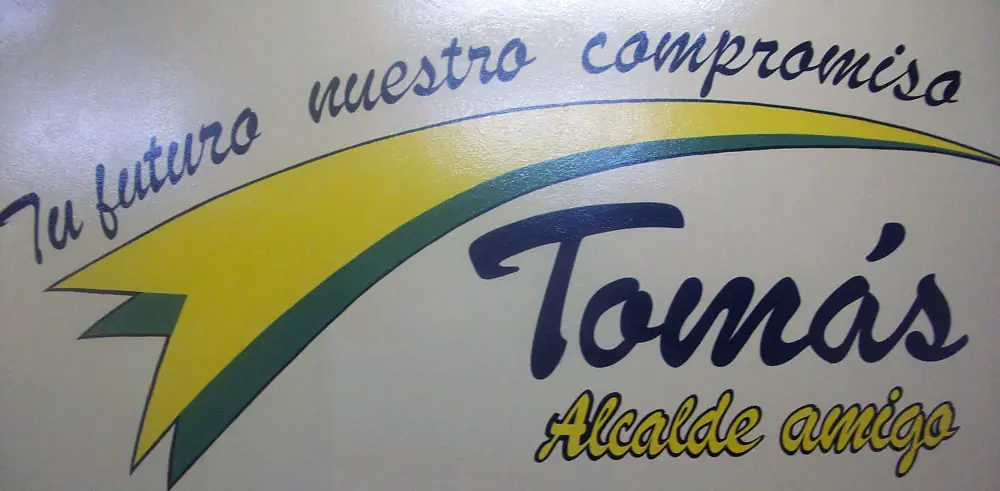 Tu futuro nuestro compromiso
Tomás
Alcalde amigo